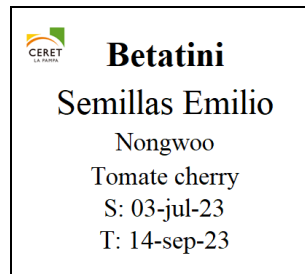 CERET
LA PAMPA
Betatini
Semillas Emilio
Nongwoo
Tomate cherry
S: 03-jul-23
T: 14-sep-23